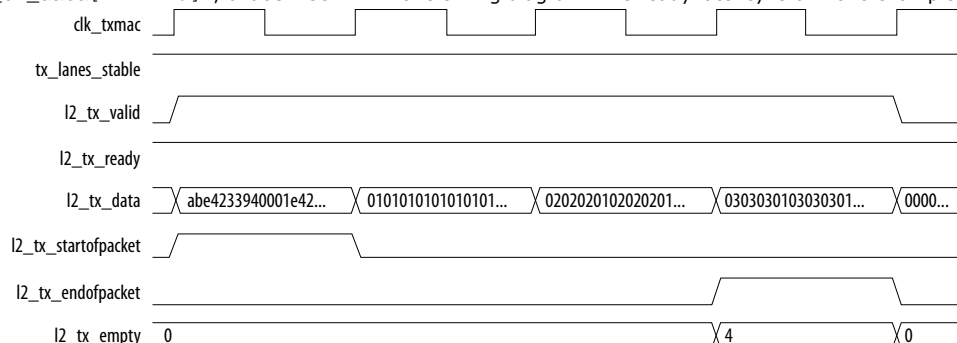 clk_txmac
tx_lanes_stable
l2_tx_valid
l2_tx_ready
l2_tx_data abe4233940001e42... 0101010101010101... 0202020102020201... 0303030103030301... 0000...
l2_tx_startofpacket
l2_tx_endofpacket
l2_tx_empty 0 4 0